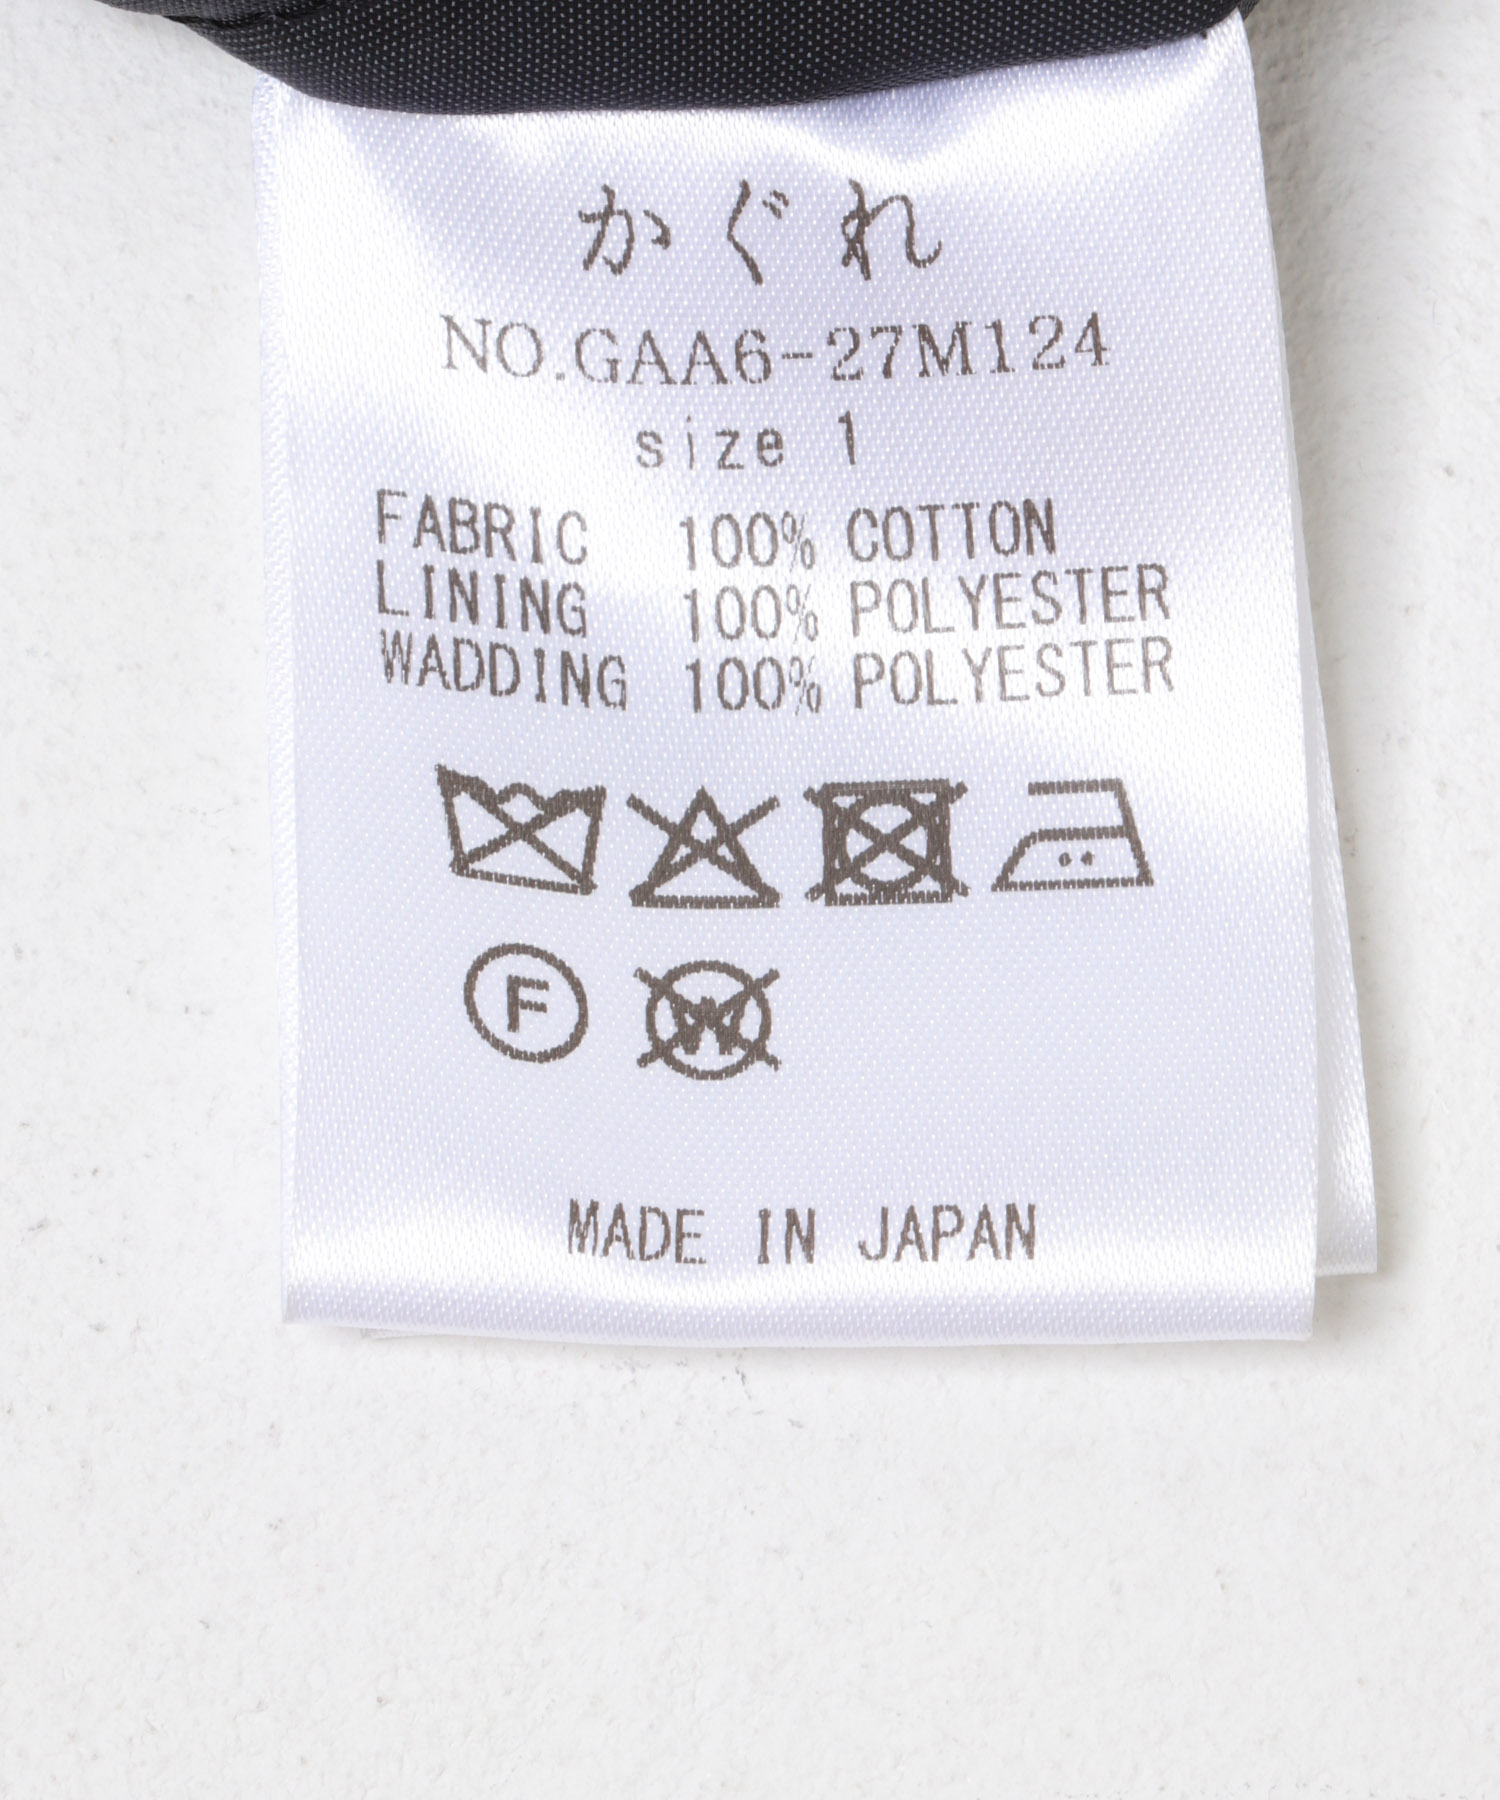 かぐれ
NO.GAA6-27M124
size 1
FABRIC 100% COTTON
LINING 100% POLYESTER
WADDING 100% POLYESTER
F
W
MADE IN JAPAN